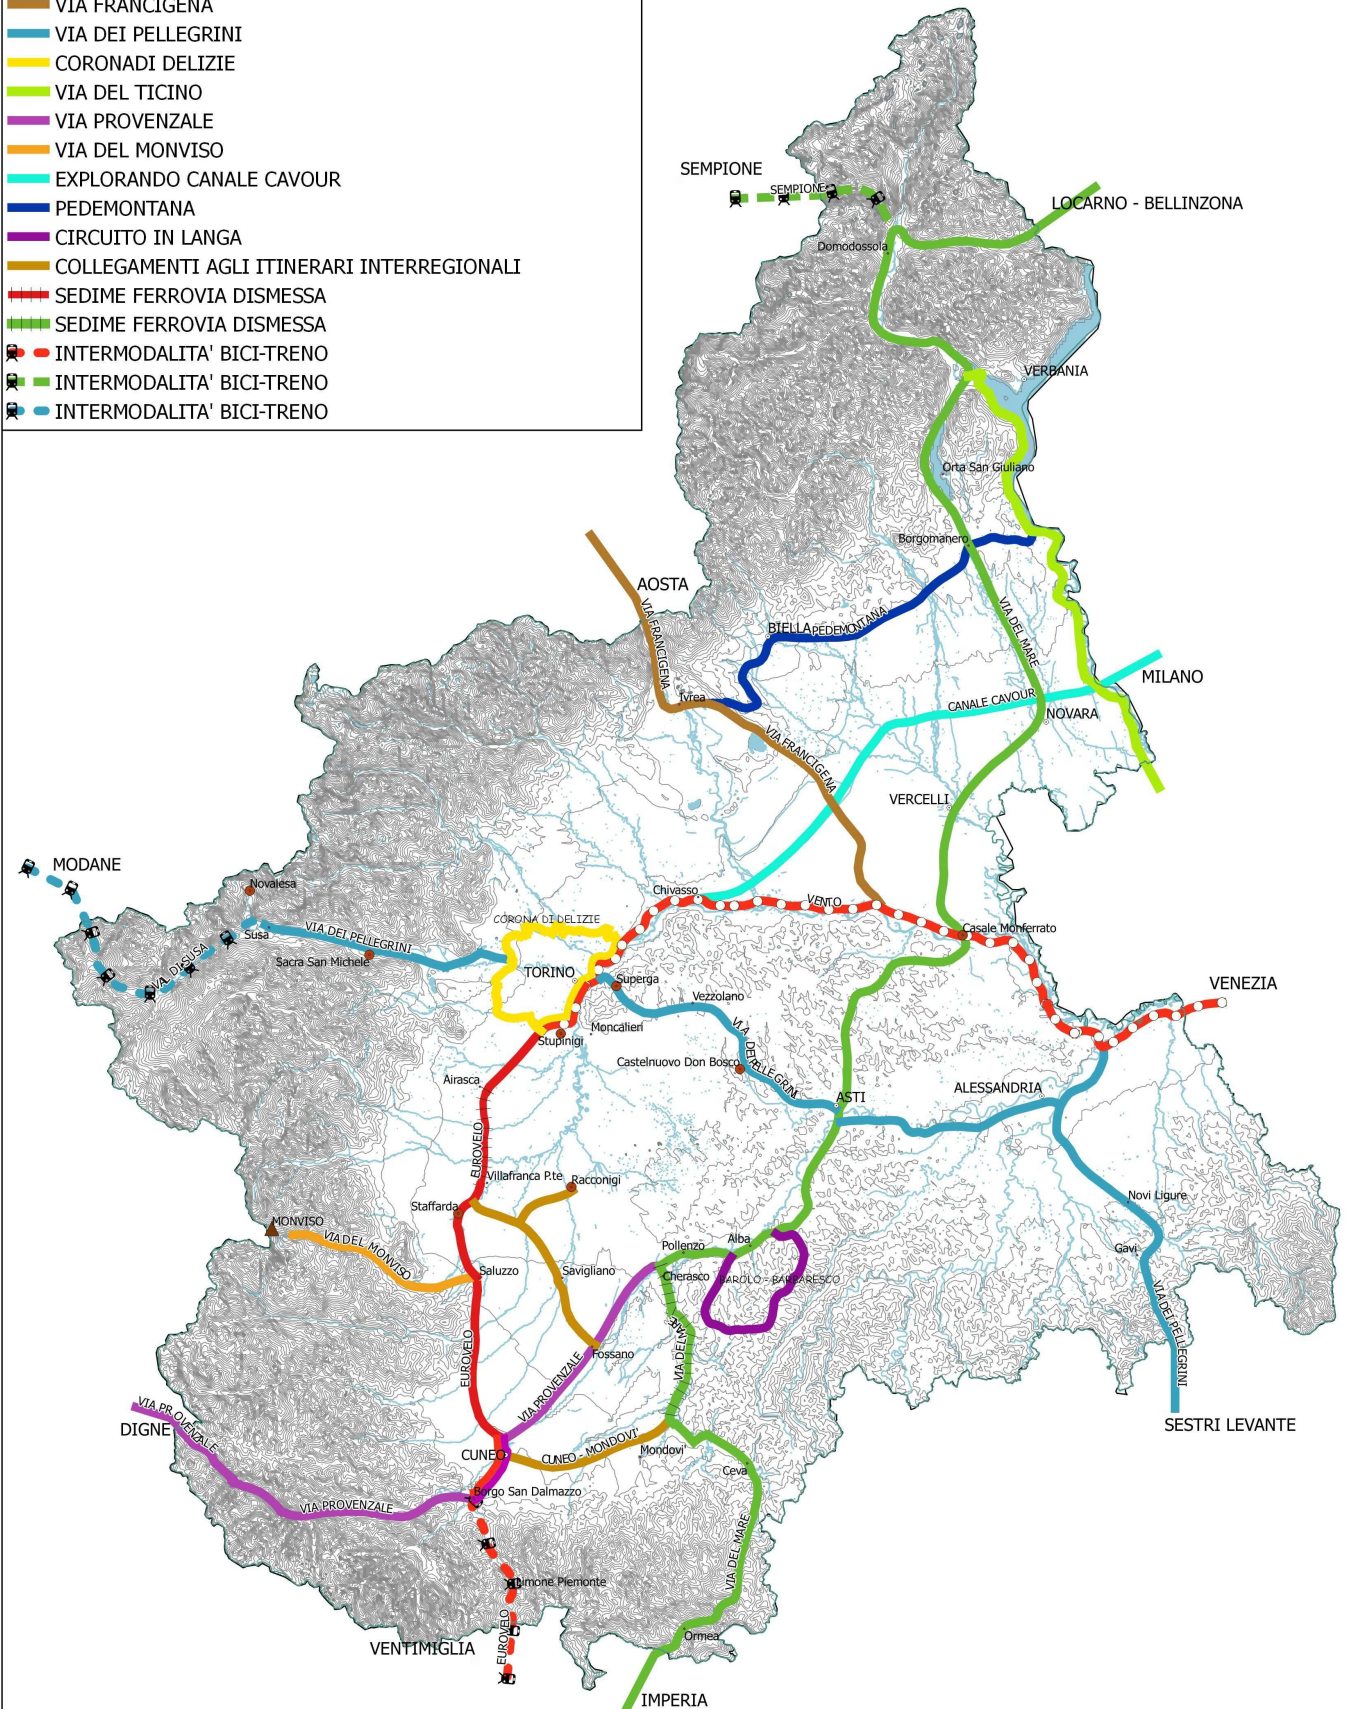 VIA FRANCIGENA
VIA DEI PELLEGRINI
CORONADI DELIZIE
VIA DEL TICINO
VIA PROVENZALE
VIA DEL MONVISO
EXPLORANDO CANALE CAVOUR
PEDEMONTANA
CIRCUITO IN LANGA
COLLEGAMENTI AGLI ITINERARI INTERREGIONALI
SEDIME FERROVIA DISMESSA
SEDIME FERROVIA DISMESSA
INTERMODALITA' BICI-TRENO
INTERMODALITA' BICI-TRENO
INTERMODALITA' BICI-TRENO
SEMPIONE
SEMPIONE
LOCARNO - BELLINZONA
Domodossola
VERBANIA
Orta San Giuliano
Borgomanero
AOSTA
VIA FRANCIGENA
VIA DEL MARE
BIELLA
PEDEMONTANA
MILANO
Ivrea
CANALE CAVOUR
NOVARA
VIA FRANCIGENA
VERCELLI
MODANE
Novalesa
Chivasso
VENTO
CORONA DI DELIZIE
Susa
VIA DEI PELLEGRINI
Casale Monferrato
VIA DI SUSA
Sacra San Michele
TORINO
Superga
VENEZIA
Vezzolano
Moncalieri
Stupinigi
VIA DEI PELLEGRINI
Castelnuovo Don Bosco
Airasca
ASTI
ALESSANDRIA
EUROVELO
Villafranca P.te
Racconigi
Staffarda
Novi Ligure
MONVISO
VIA DEL MONVISO
Pollenzo
Alba
Gavi
Saluzzo
Savigliano
Cherasco
BAROLO - BARBARESCO
VIA DEI PELLEGRINI
EUROVELO
VIA DEL MARE
Fossano
VIA PROVENZALE
VIA PROVENZALE
DIGNE
SESTRI LEVANTE
CUNEO
CUNEO - MONDOVI'
Mondovi'
Ceva
Borgo San Dalmazzo
VIA PROVENZALE
VIA DEL MARE
Piemonte
EUROVELO
VENTIMIGLIA
Ormea
IMPERIA